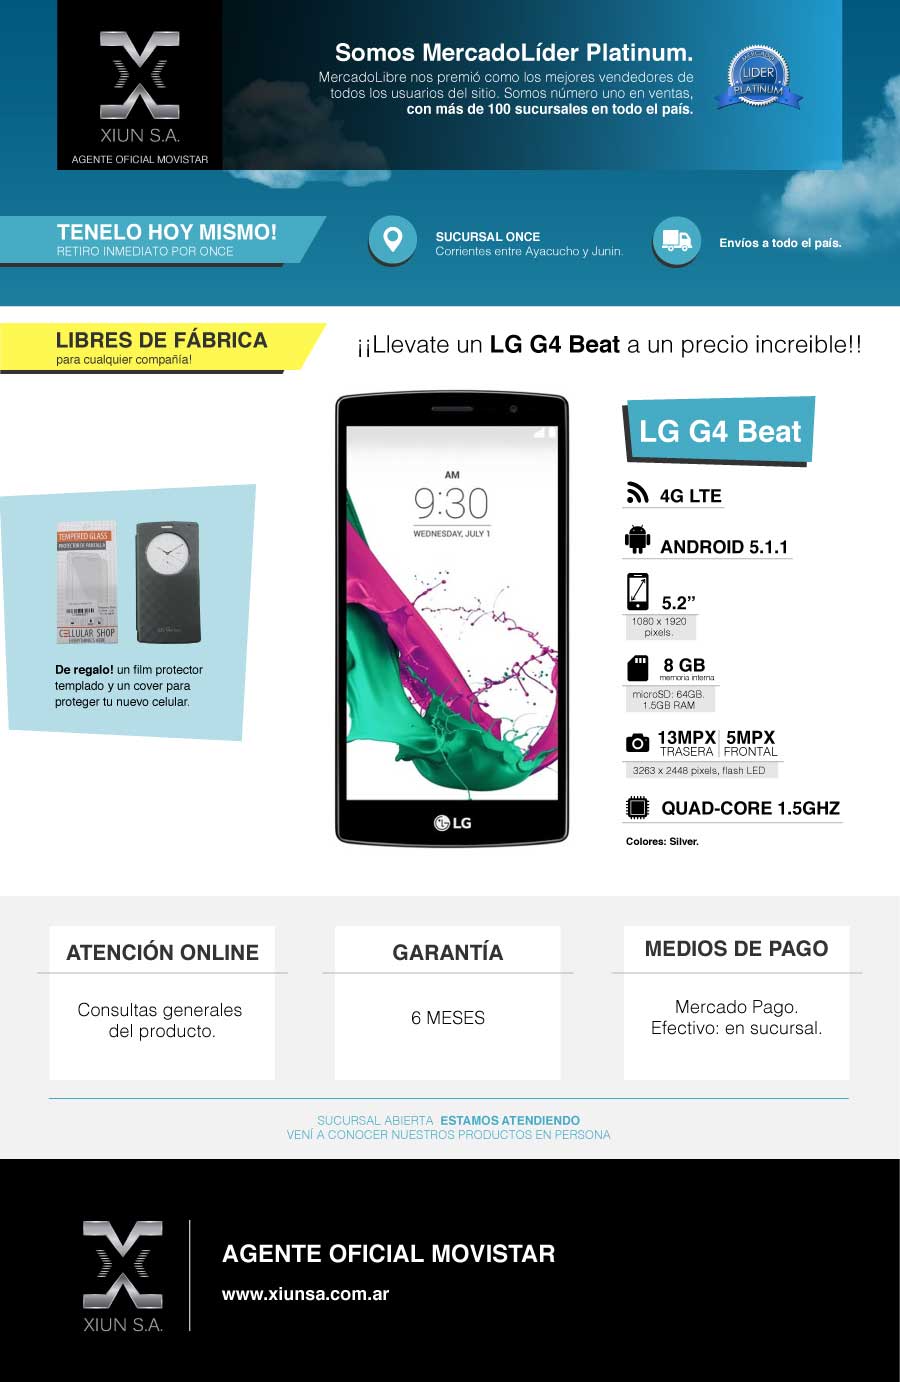 XIUN S.A.
AGENTE OFICIAL MOVISTAR
Somos MercadoLíder Platinum.
MercadoLibre nos premió como los mejores vendedores de
todos los usuarios del sitio. Somos número uno en ventas,
con más de 100 sucursales en todo el país.
MERCADO
LIDER
PLATINUM
TENELO HOY MISMO!
RETIRO INMEDIATO POR ONCE
SUCURSAL ONCE
Corrientes entre Ayacucho y Junin.
Envíos a todo el país.
LIBRES DE FÁBRICA
para cualquier compañía!
¡¡Llevate un LG G4 Beat a un precio increible!!
AM
9:30
WEDNESDAY, JULY 1
LG
TEMPERED GLASS
PROTECTOR DE PANTALLA
CELLULAR SHOP
EVERYTHING'S HERE
De regalo! un film protector
templado y un cover para
proteger tu nuevo celular.
LG G4 Beat
4G LTE
ANDROID 5.1.1
5.2”
1080 x 1920
pixels.
8 GB
memoria interna
microSD: 64GB.
1.5GB RAM
13MPX 5MPX
TRASERA FRONTAL
3263 x 2448 pixels, flash LED
QUAD-CORE 1.5GHZ
Colores: Silver.
ATENCIÓN ONLINE
Consultas generales
del producto.
GARANTÍA
6 MESES
MEDIOS DE PAGO
Mercado Pago.
Efectivo: en sucursal.
SUCURSAL ABIERTA ESTAMOS ATENDIENDO
VENÍ A CONOCER NUESTROS PRODUCTOS EN PERSONA
XIUN S.A.
AGENTE OFICIAL MOVISTAR
www.xiunsa.com.ar